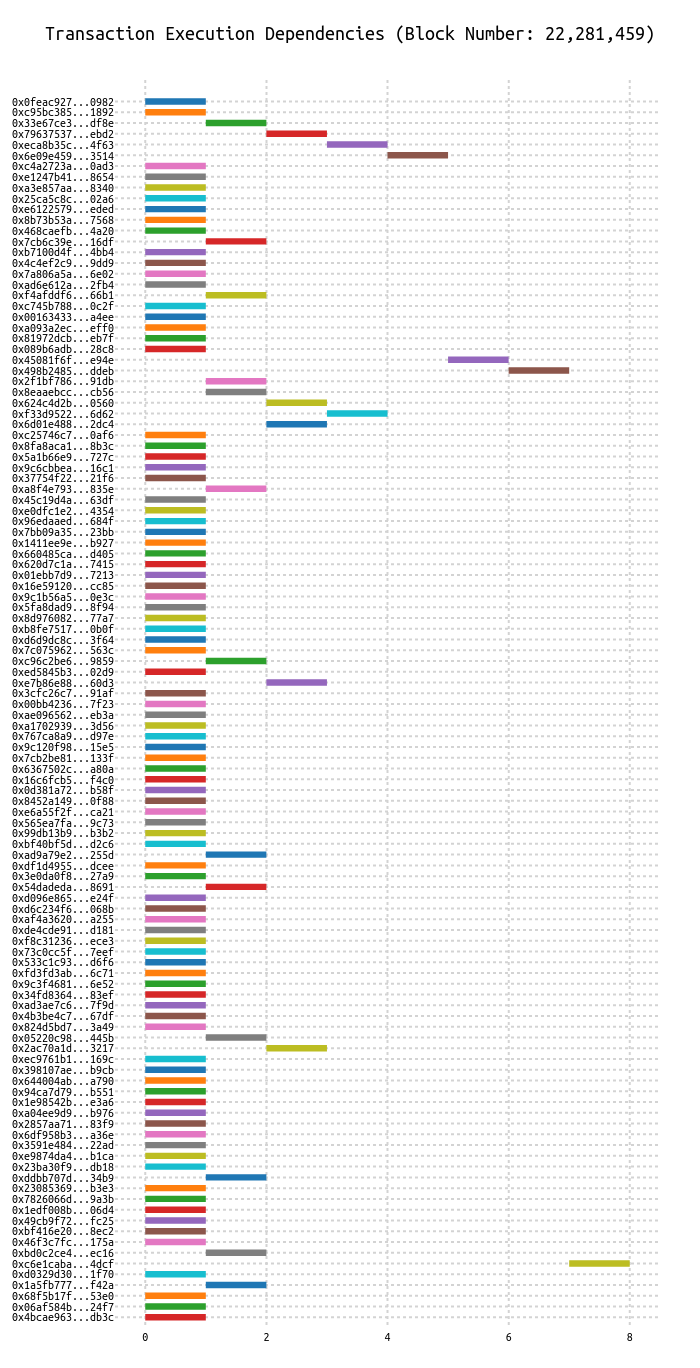 Transaction Execution Dependencies (Block Number: 22,281,459)
0x0feac927...0982
0xc95bc385...1892
0x33e67ce3...df8e
0x79637537...ebd2
0xeca8b35c...4f63
0x6e09e459...3514
0xc4a2723a...0ad3
0xe1247b41...8654
0xa3e857aa...8340
0x25ca5c8c...02a6
0xe6122579...eded
0x8b73b53a...7568
0x468caefb...4a20
0x7cb6c39e...16df
0xb7100d4f...4bb4
0x4c4ef2c9...9dd9
0x7a806a5a...6e02
0xad6e612a...2fb4
0xf4afddf6...66b1
0xc745b788...0c2f
0x00163433...a4ee
0xa093a2ec...eff0
0x81972dcb...eb7f
0x089b6adb...28c8
0x45081f6f...e94e
0x498b2485...ddeb
0x2f1bf786...91db
0x8eaaebcc...cb56
0x624c4d2b...0560
0xf33d9522...6d62
0x6d01e488...2dc4
0xc25746c7...0af6
0x8fa8aca1...8b3c
0x5a1b66e9...727c
0x9c6cbbea...16c1
0x37754f22...21f6
0xa8f4e793...835e
0x45c19d4a...63df
0xe0dfc1e2...4354
0x96edaaed...684f
0x7bb09a35...23bb
0x1411ee9e...b927
0x660485ca...d405
0x620d7c1a...7415
0x01ebb7d9...7213
0x16e59120...cc85
0x9c1b56a5...0e3c
0x5fa8dad9...8f94
0x8d976082...77a7
0xb8fe7517...0b0f
0xd6d9dc8c...3f64
0x7c075962...563c
0xc96c2be6...9859
0xed5845b3...02d9
0xe7b86e88...60d3
0x3cfc26c7...91af
0x00bb4236...7f23
0xae096562...eb3a
0xa1702939...3d56
0x767ca8a9...d97e
0x9c120f98...15e5
0x7cb2be81...133f
0x6367502c...a80a
0x16c6fcb5...f4c0
0x0d381a72...b58f
0x8452a149...0f88
0xe6a55f2f...ca21
0x565ea7fa...9c73
0x99db13b9...b3b2
0xbf40bf5d...d2c6
0xad9a79e2...255d
0xdf1d4955...dcee
0x3e0da0f8...27a9
0x54dadeda...8691
0xd096e865...e24f
0xd6c234f6...068b
0xaf4a3620...a255
0xde4cde91...d181
0xf8c31236...ece3
0x73c0cc5f...7eef
0x533c1c93...d6f6
0xfd3fd3ab...6c71
0x9c3f4681...6e52
0x34fd8364...83ef
0xad3ae7c6...7f9d
0x4b3be4c7...67df
0x824d5bd7...3a49
0x05220c98...445b
0x2ac70a1d...3217
0xec9761b1...169c
0x398107ae...b9cb
0x644004ab...a790
0x94ca7d79...b551
0x1e98542b...e3a6
0xa04ee9d9...b976
0x2857aa71...83f9
0x6df958b3...a36e
0x3591e484...22ad
0xe9874da4...b1ca
0x23ba30f9...db18
0xddbb707d...34b9
0x23085369...b3e3
0x7826066d...9a3b
0x1edf008b...06d4
0x49cb9f72...fc25
0xbf416e20...8ec2
0x46f3c7fc...175a
0xbd0c2ce4...ec16
0xc6e1caba...4dcf
0xd0329d30...1f70
0x1a5fb777...f42a
0x68f5b17f...53e0
0x06af584b...24f7
0x4bcae963...db3c
0 2 4 6 8